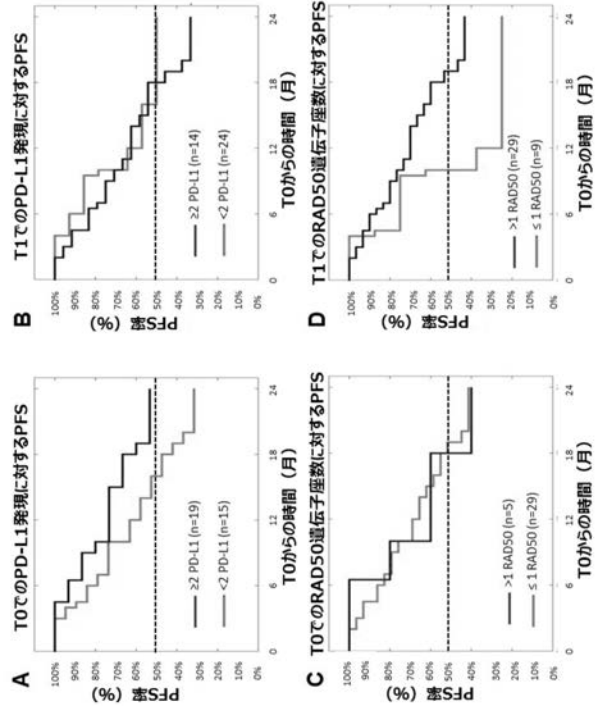 A
T0でのPD-L1発現に対するPFS
PFS率（%）
100%
90%
80%
70%
60%
50%
40%
30%
20%
10%
0%
≥2 PD-L1 (n=19)
<2 PD-L1 (n=15)
0 6 12 18 24
T0からの時間（月）
B
T1でのPD-L1発現に対するPFS
PFS率（%）
100%
90%
80%
70%
60%
50%
40%
30%
20%
10%
0%
≥2 PD-L1 (n=14)
<2 PD-L1 (n=24)
0 6 12 18 24
T0からの時間（月）
C
T0でのRAD50遺伝子座数に対するPFS
PFS率（%）
100%
90%
80%
70%
60%
50%
40%
30%
20%
10%
0%
>1 RAD50 (n=5)
≤ 1 RAD50 (n=29)
0 6 12 18 24
T0からの時間（月）
D
T1でのRAD50遺伝子座数に対するPFS
PFS率（%）
100%
90%
80%
70%
60%
50%
40%
30%
20%
10%
0%
>1 RAD50 (n=29)
≤ 1 RAD50 (n=9)
0 6 12 18 24
T0からの時間（月）